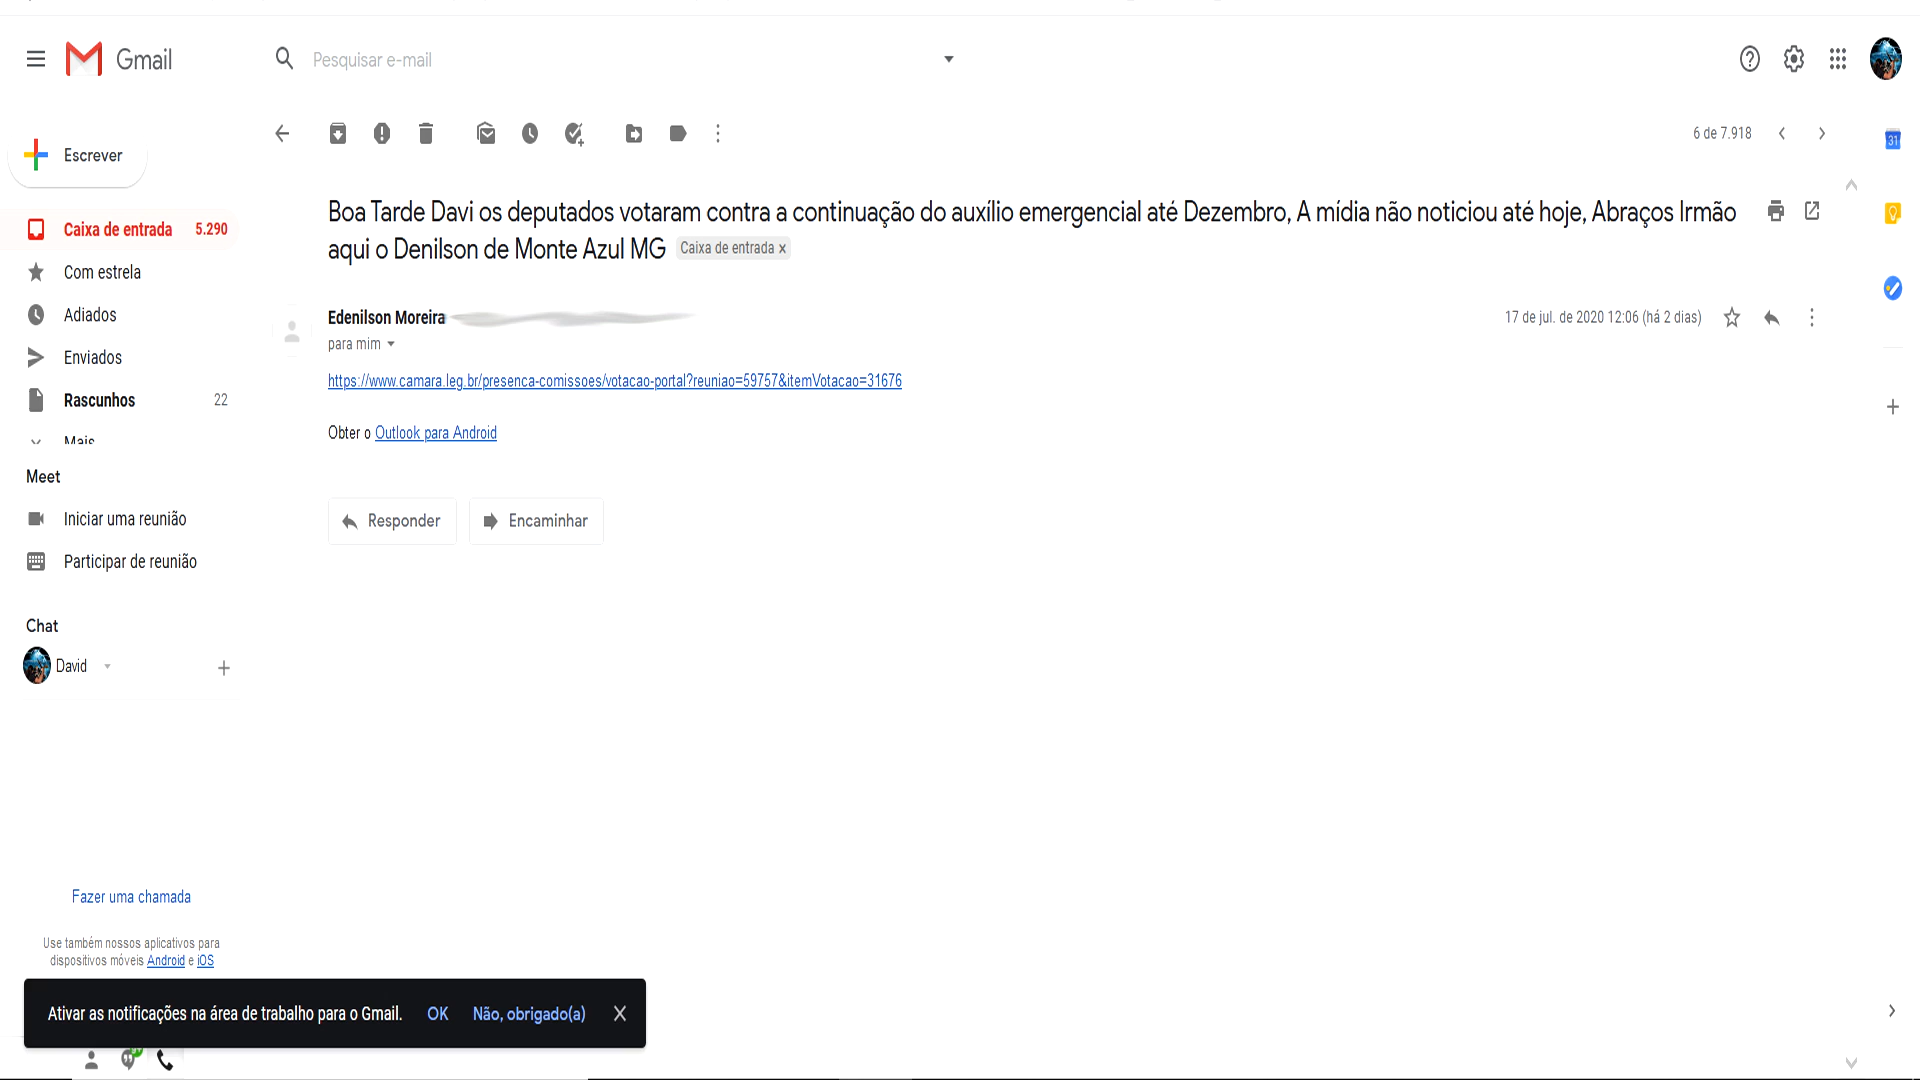 Gmail
Pesquisar e-mail
Escrever
6 de 7.918
31
Caixa de entrada 5.290
Com estrela
Adiados
Enviados
Rascunhos 22
Mais
Meet
Iniciar uma reunião
Participar de reunião
Chat
David
Fazer uma chamada
Use também nossos aplicativos para
dispositivos móveis Android e iOS
Boa Tarde Davi os deputados votaram contra a continuação do auxílio emergencial até Dezembro, A mídia não noticiou até hoje, Abraços Irmão
aqui o Denilson de Monte Azul MG Caixa de entrada x
Edenilson Moreira
17 de jul. de 2020 12:06 (há 2 dias)
para mim
https://www.camara.leg.br/presenca-comissoes/votacao-portal?reuniao=59757&itemVotacao=31676
Obter o Outlook para Android
Responder Encaminhar
Ativar as notificações na área de trabalho para o Gmail. OK Não, obrigado(a) X